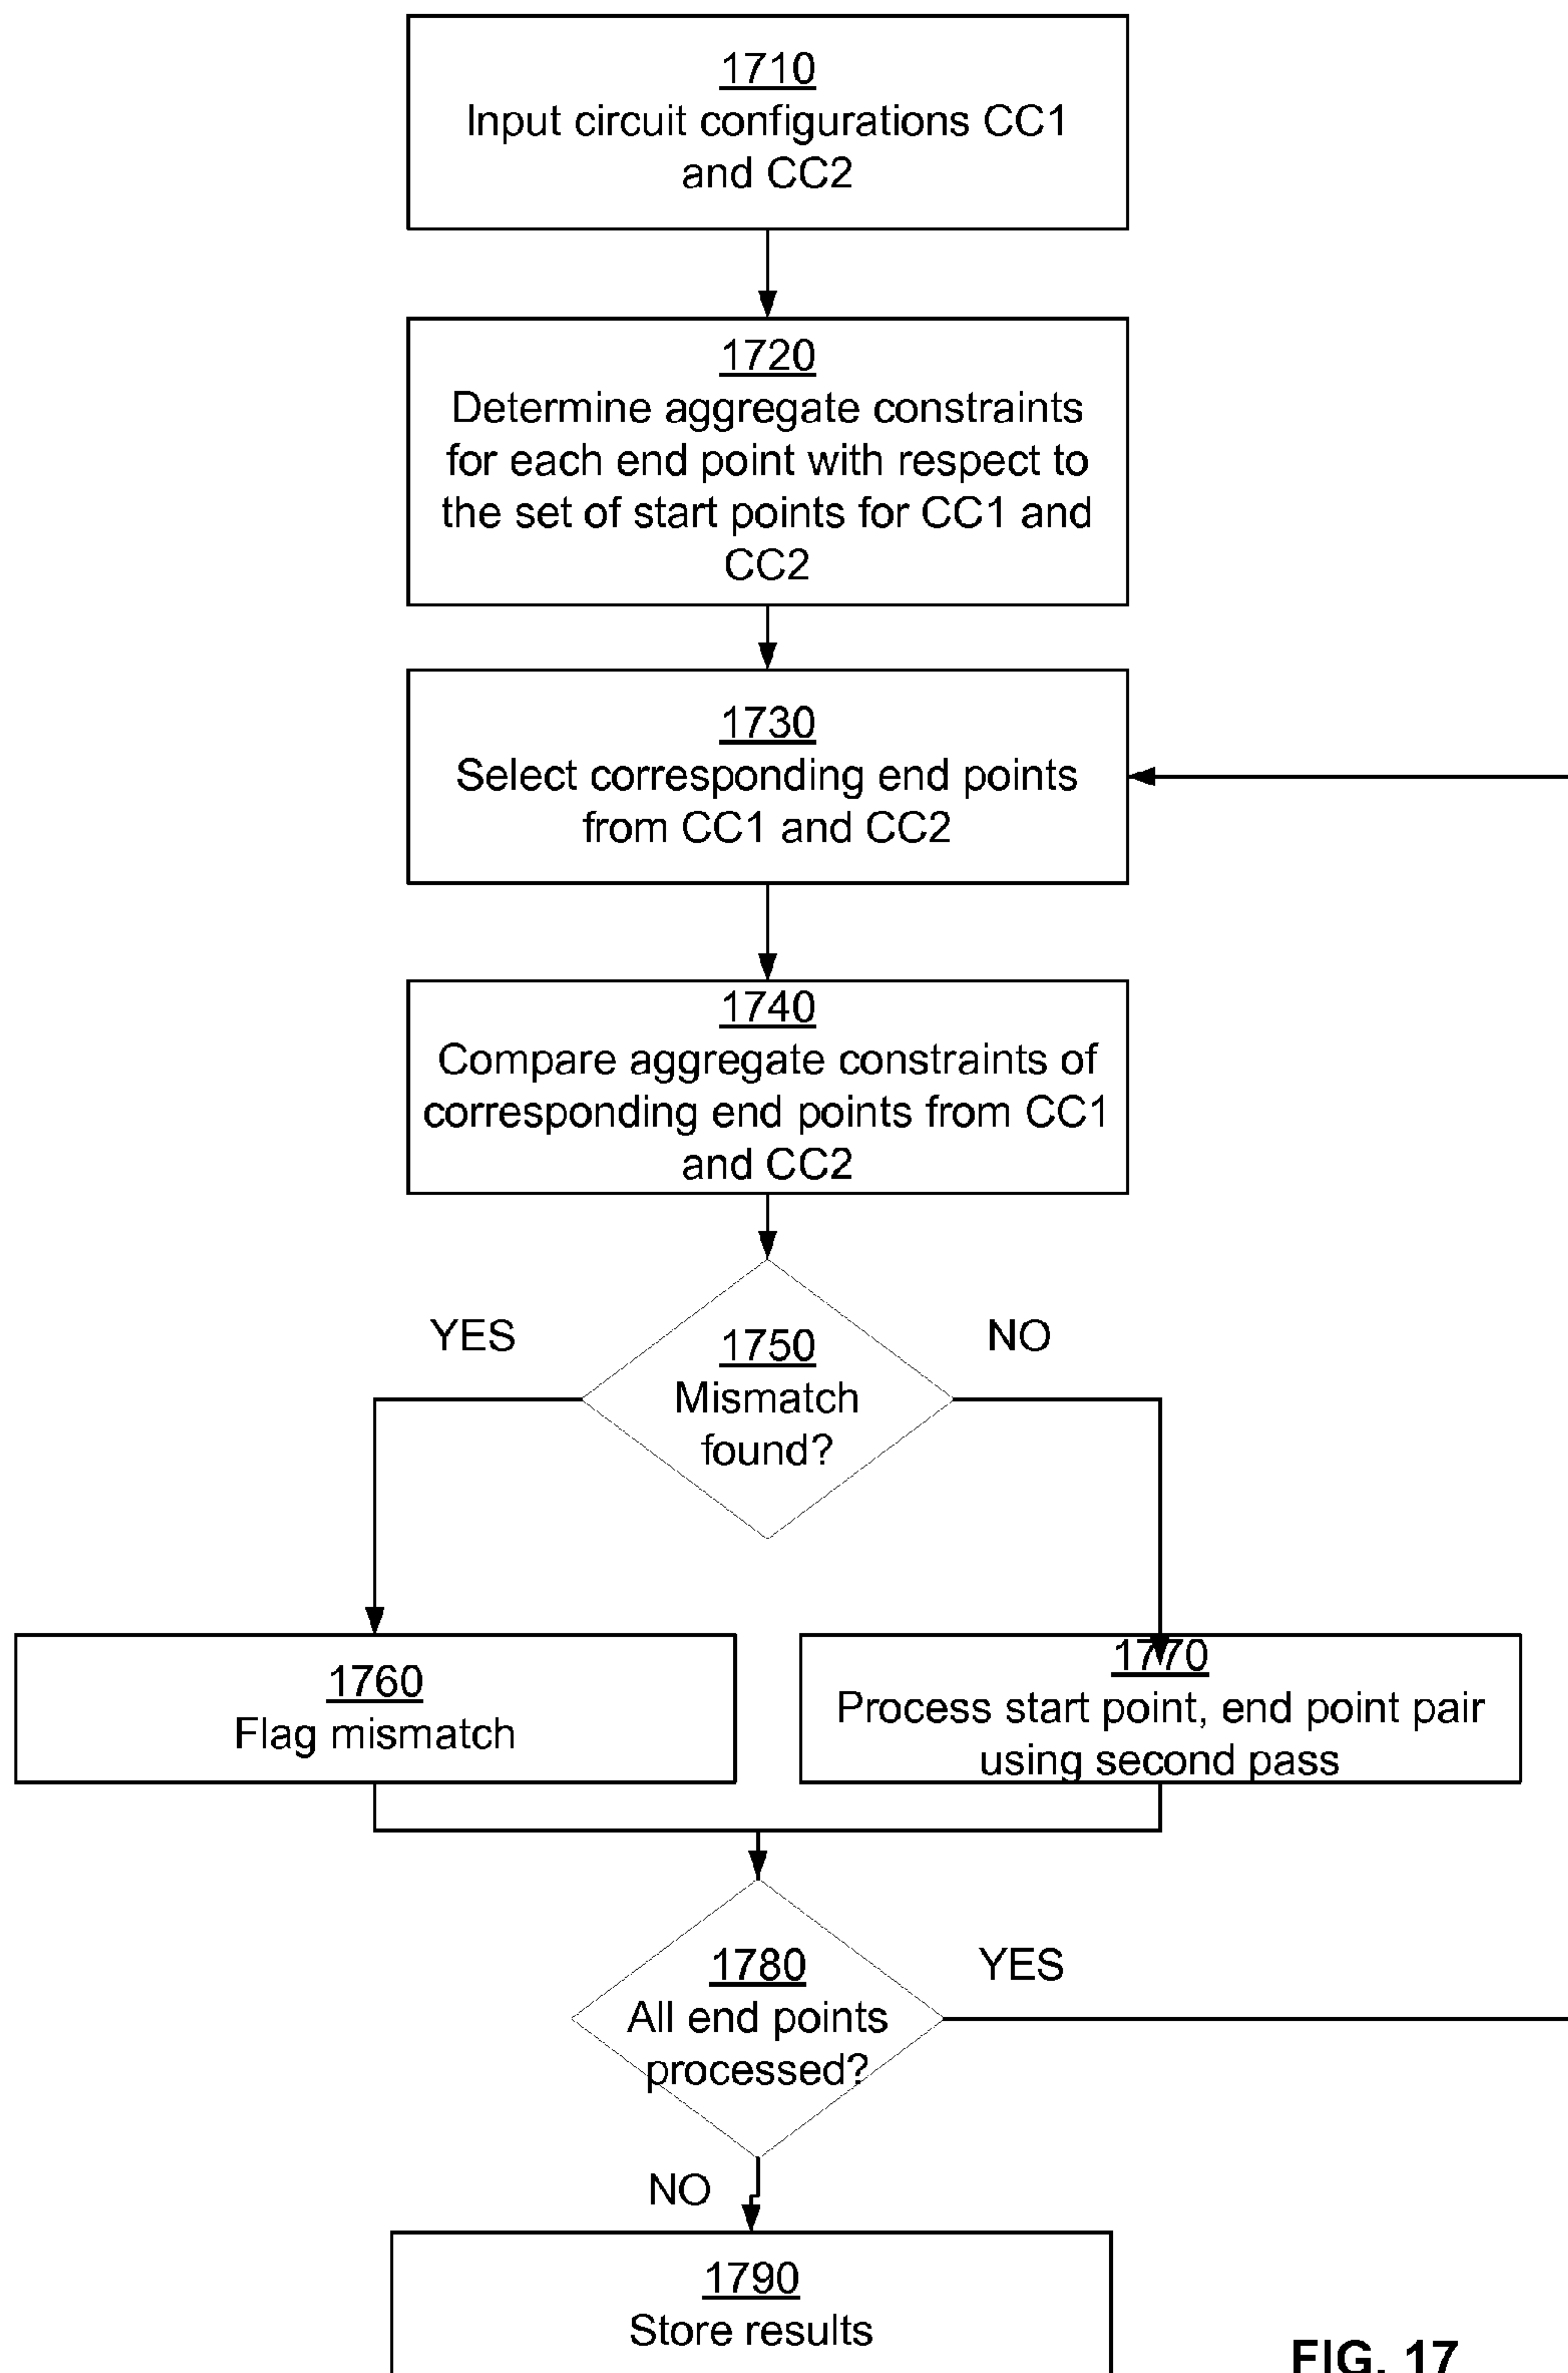 1710
Input circuit configurations CC1
and CC2
1720
Determine aggregate constraints
for each end point with respect to
the set of start points for CC1 and
CC2
1730
Select corresponding end points
from CC1 and CC2
1740
Compare aggregate constraints of
corresponding end points from CC1
and CC2
YES
NO
1750
Mismatch
found?
1760
Flag mismatch
1770
Process start point, end point pair
using second pass
1780
All end points
processed?
YES
NO
1790
Store results
FIG. 17